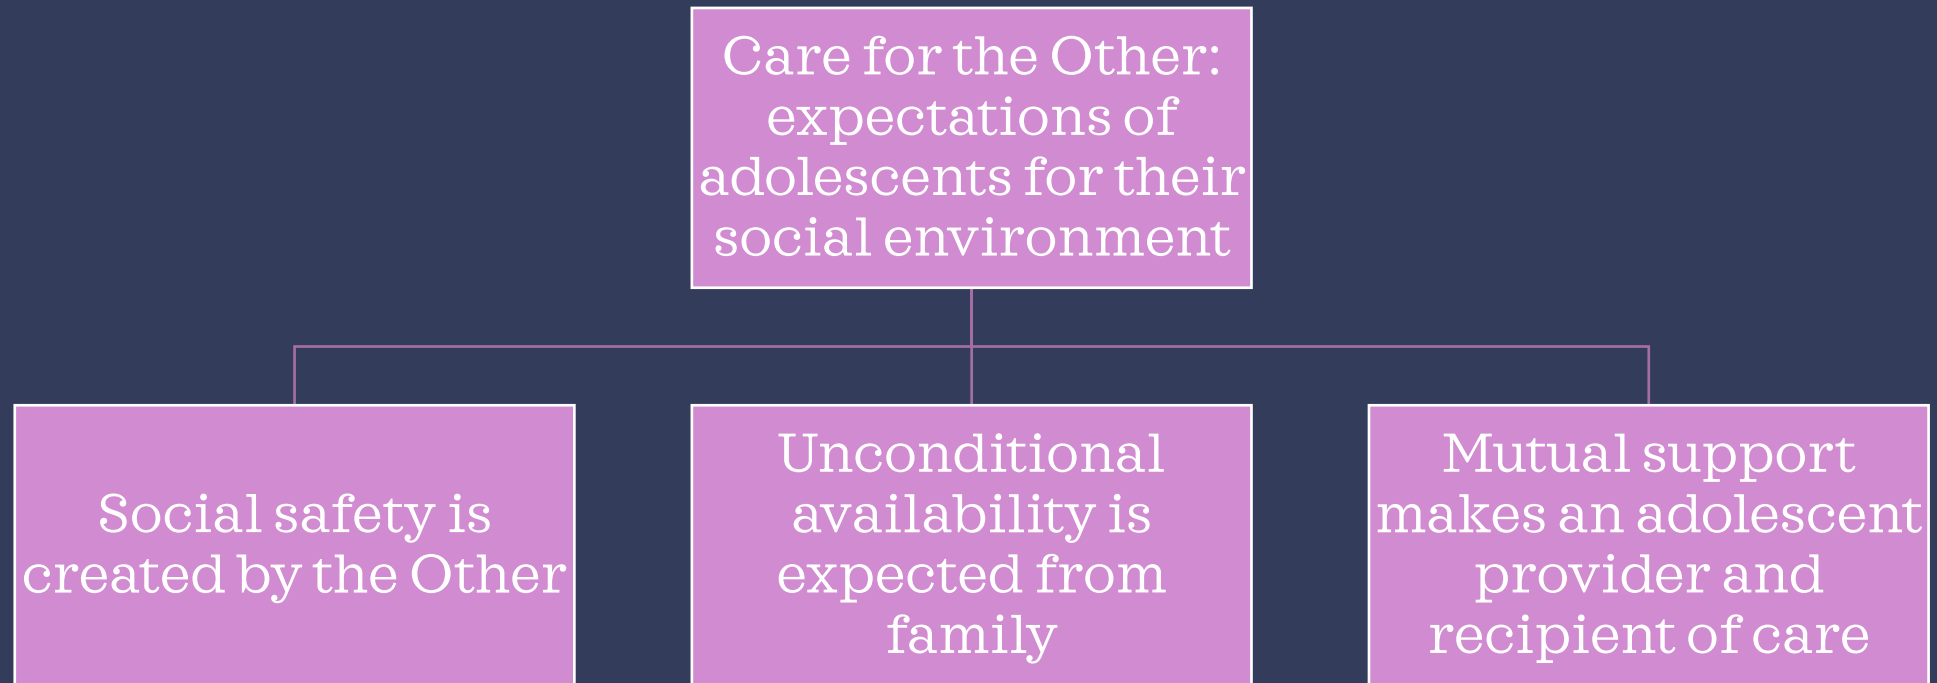 Care for the Other:
expectations of
adolescents for their
social environment
Social safety is
created by the Other
Unconditional
availability is
expected from
family
Mutual support
makes an adolescent
provider and
recipient of care